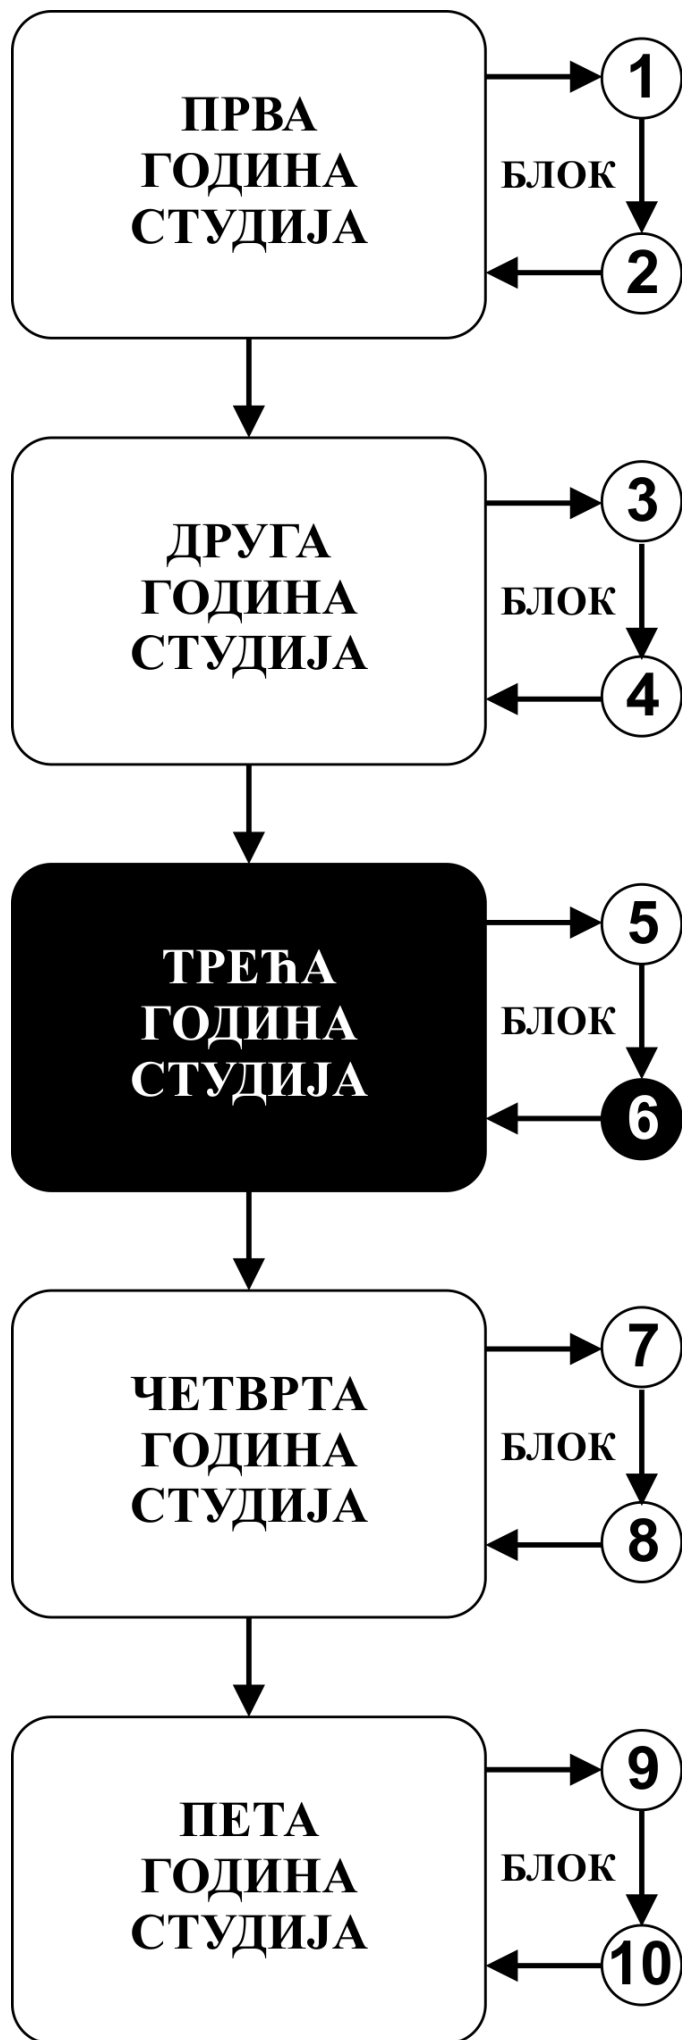 ПРВА
ГОДИНА
СТУДИЈА
1
БЛОК
2
ДРУГА
ГОДИНА
СТУДИЈА
3
БЛОК
4
ТРЕЋА
ГОДИНА
СТУДИЈА
5
БЛОК
6
ЧЕТВРТА
ГОДИНА
СТУДИЈА
7
БЛОК
8
ПЕТА
ГОДИНА
СТУДИЈА
9
БЛОК
10